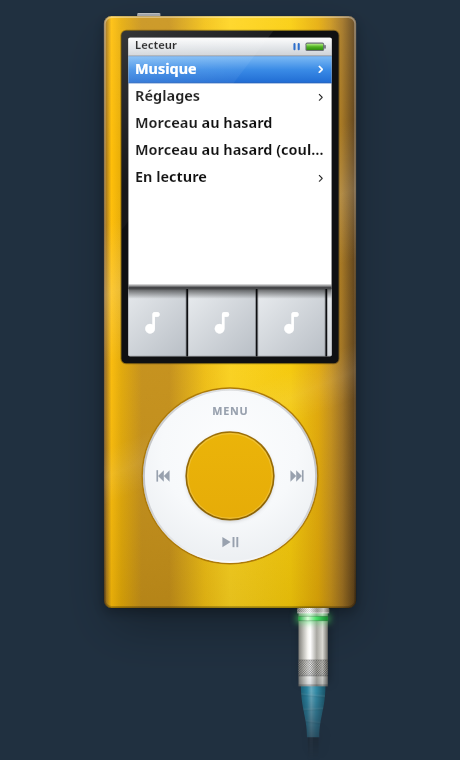 Lecteur
Musique
Réglages
Morceau au hasard
Morceau au hasard (coul...
En lecture
MENU